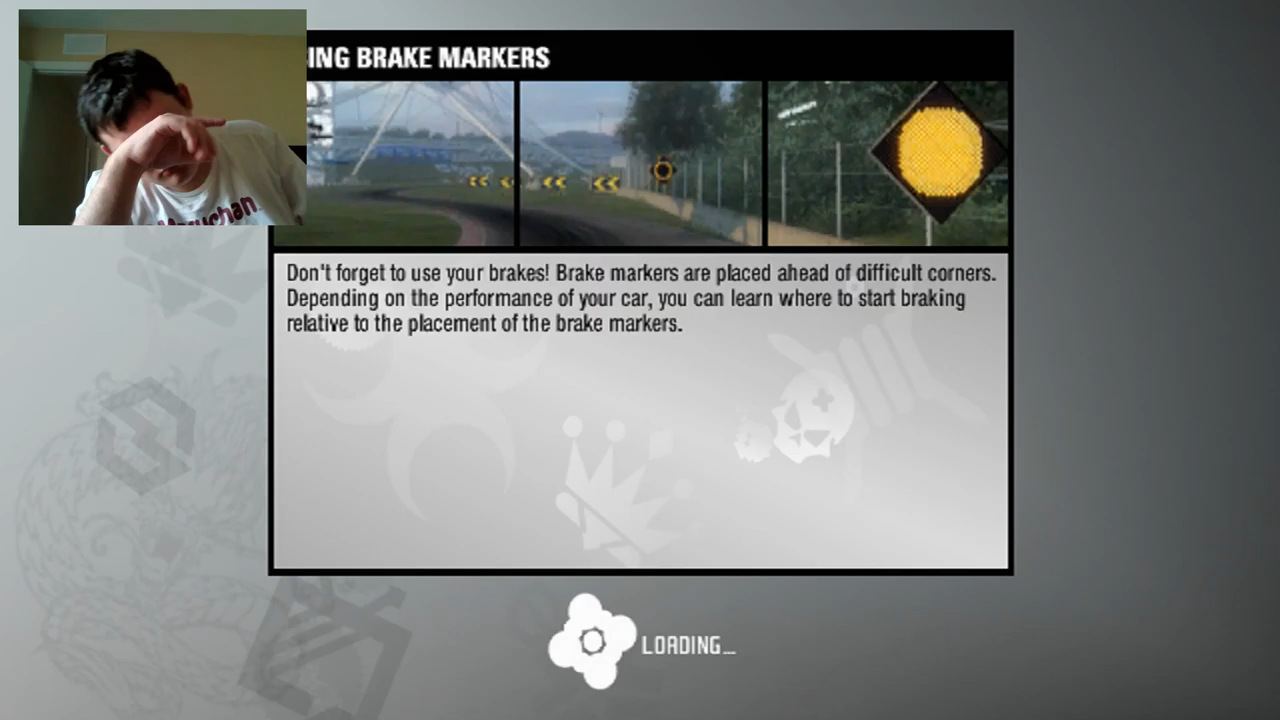 ING BRAKE MARKERS
Maruchan.
Don't forget to use your brakes! Brake markers are placed ahead of difficult corners.
Depending on the performance of your car, you can learn where to start braking
relative to the placement of the brake markers.
LOADING...